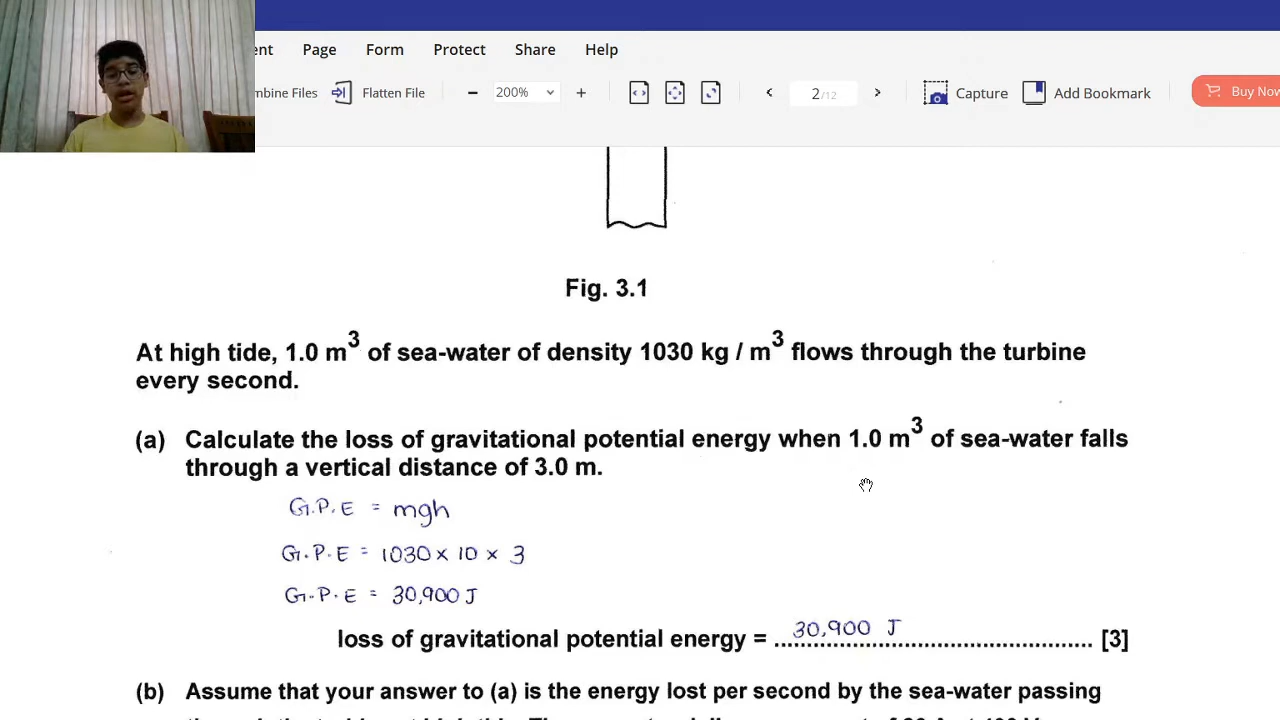 ent Page Form Protect Share Help
mbine Files Flatten File 200% 2/12 Capture Add Bookmark Buy Now
Fig. 3.1
At high tide, 1.0 m³ of sea-water of density 1030 kg / m³ flows through the turbine
every second.
(a) Calculate the loss of gravitational potential energy when 1.0 m³ of sea-water falls
through a vertical distance of 3.0 m.
G.P.E = mgh
G.P.E = 1030 × 10 × 3
G.P.E = 30,900 J
loss of gravitational potential energy = 30,900 J [3]
(b) Assume that your answer to (a) is the energy lost per second by the sea-water passing